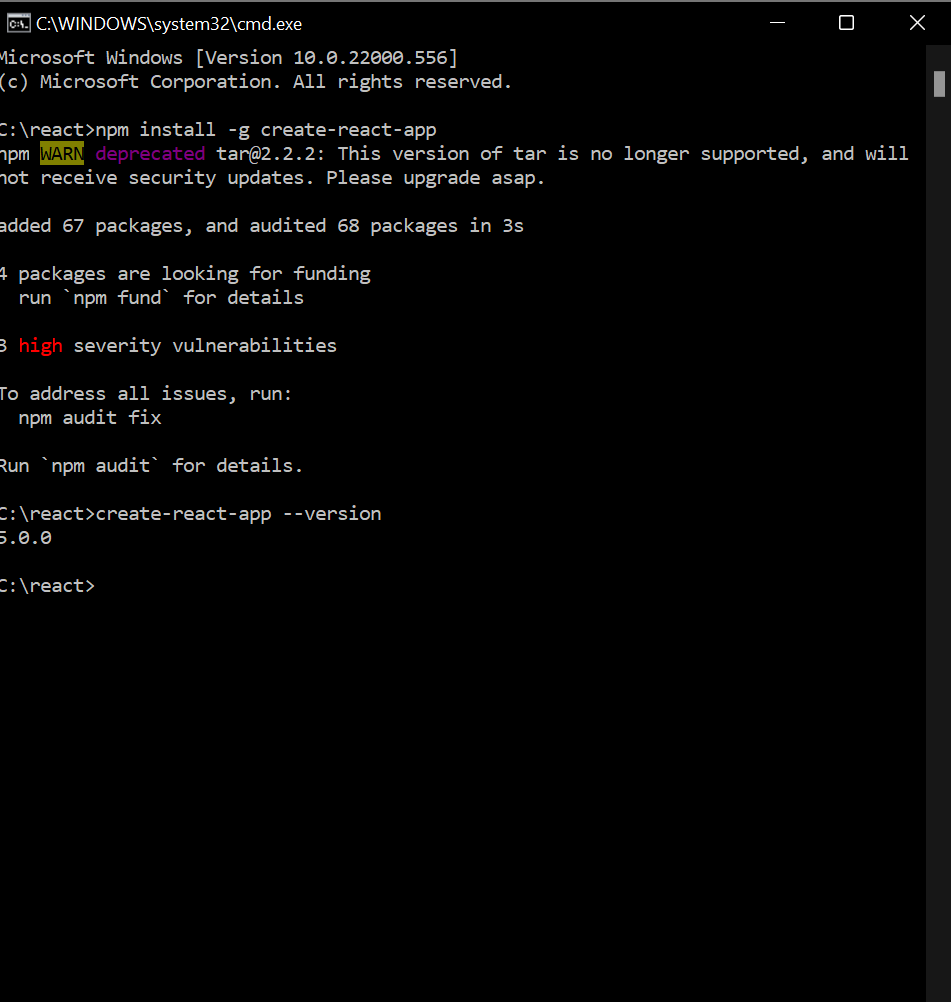 C:\WINDOWS\system32\cmd.exe
Microsoft Windows [Version 10.0.22000.556]
(c) Microsoft Corporation. All rights reserved.
C:\react>npm install -g create-react-app
npm WARN deprecated tar@2.2.2: This version of tar is no longer supported, and will
not receive security updates. Please upgrade asap.
added 67 packages, and audited 68 packages in 3s
4 packages are looking for funding
  run `npm fund` for details
3 high severity vulnerabilities
To address all issues, run:
  npm audit fix
Run `npm audit` for details.
C:\react>create-react-app --version
5.0.0
C:\react>